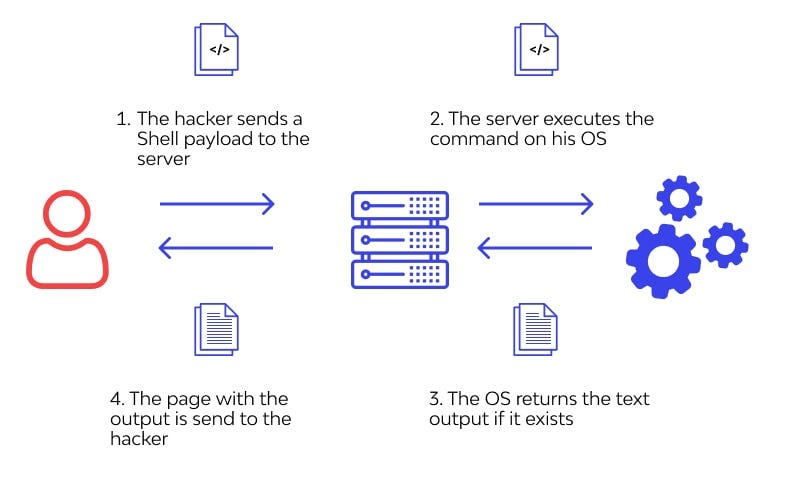 </>
</>
1. The hacker sends a
Shell payload to the
server
2. The server executes the
command on his OS
4. The page with the
output is send to the
hacker
3. The OS returns the text
output if it exists